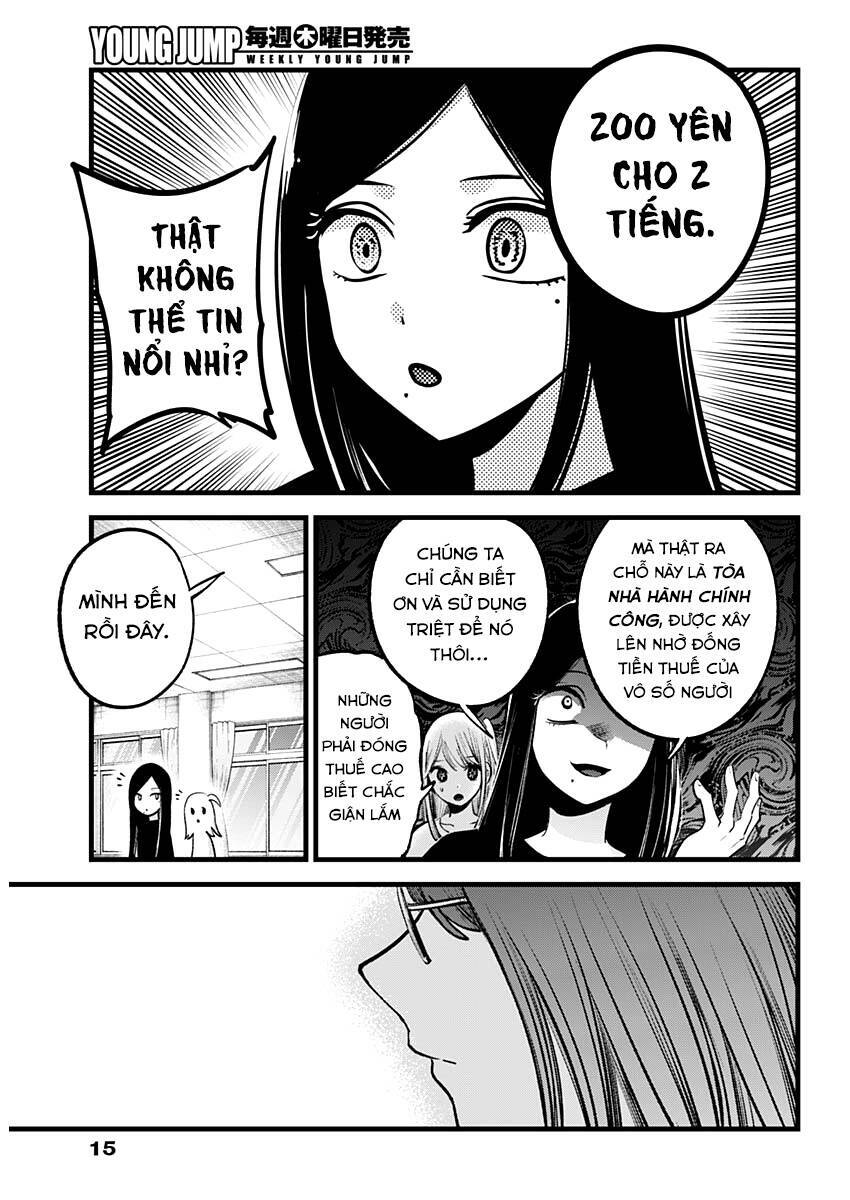 YOUNG JUMP 毎週木曜日発売
WEEKLY YOUNG JUMP
200 YÊN
CHO 2
TIẾNG.
THẬT
KHÔNG
THỂ TIN
NỔI NHỈ?
MÀ THẬT RA
CHỖ NÀY LÀ TÒA
NHÀ HÀNH CHÍNH
CÔNG, ĐƯỢC XÂY
LÊN NHỜ ĐỐNG
TIỀN THUẾ CỦA
VÔ SỐ NGƯỜI
CHÚNG TA
CHỈ CẦN BIẾT
ƠN VÀ SỬ DỤNG
TRIỆT ĐỂ NÓ
THÔI...
NHỮNG
NGƯỜI
PHẢI ĐÓNG
THUẾ CAO
BIẾT CHẮC
GIẬN LẮM
MÌNH ĐẾN
RỒI ĐÂY.
15